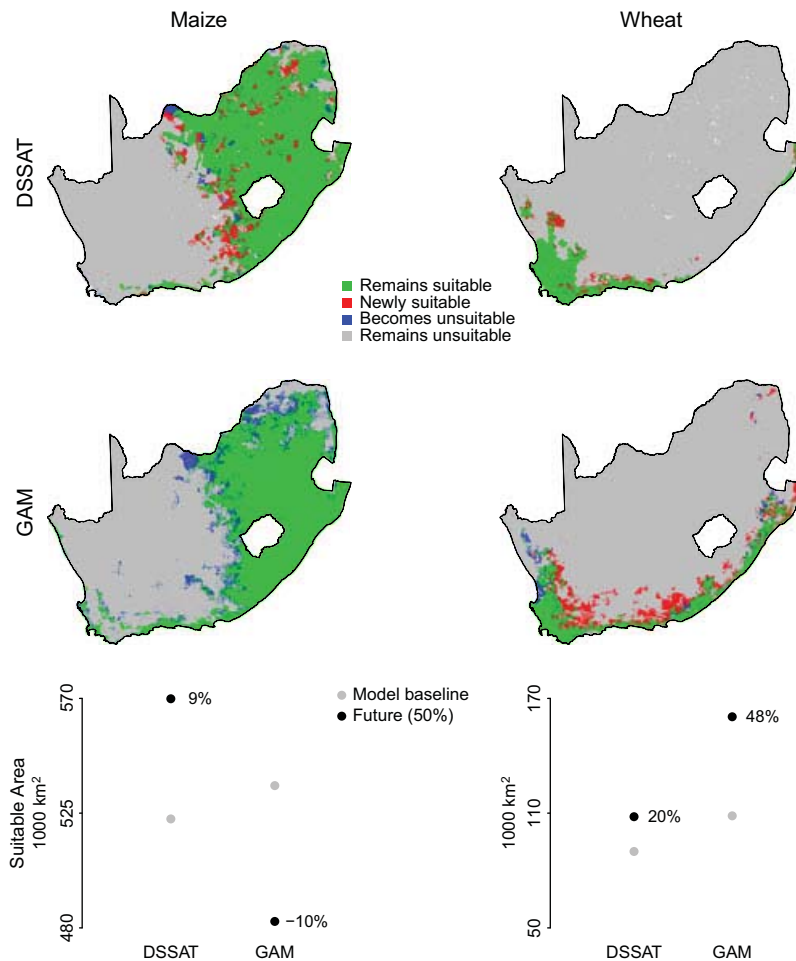 Maize
Wheat
DSSAT
Remains suitable
Newly suitable
Becomes unsuitable
Remains unsuitable
GAM
Suitable Area
1000 km²
570
525
480
9%
−10%
DSSAT
GAM
Model baseline
Future (50%)
1000 km²
170
110
50
20%
48%
DSSAT
GAM